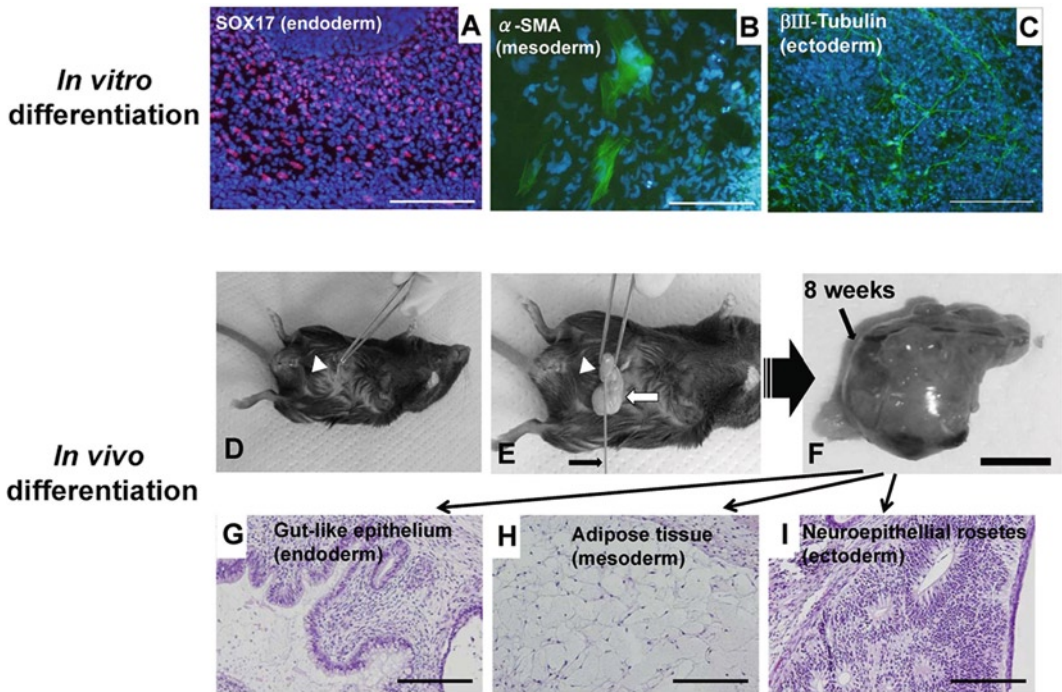 SOX17 (endoderm)
A
α-SMA
(mesoderm)
B
βIII-Tubulin
(ectoderm)
C
In vitro
differentiation
8 weeks
D
E
F
In vivo
differentiation
G
Gut-like epithelium
(endoderm)
H
Adipose tissue
(mesoderm)
I
Neuroepithellial rosetes
(ectoderm)